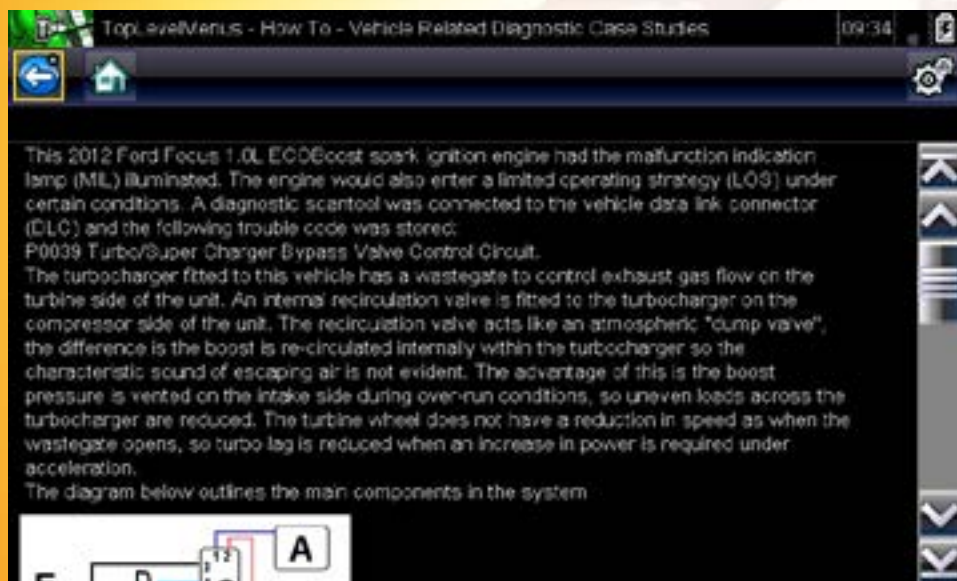 TopLevelMenus - How To - Vehicle Related Diagnostic Case Studies
09:34
This 2012 Ford Focus 1.0L ECOBoost spark ignition engine had the malfunction indication
lamp (MIL) illuminated. The engine would also enter a limited operating strategy (LOS) under
certain conditions. A diagnostic scantool was connected to the vehicle data link connector
(DLC) and the following trouble code was stored:
P0039 Turbo/Super Charger Bypass Valve Control Circuit.
The turbocharger fitted to this vehicle has a wastegate to control exhaust gas flow on the
turbine side of the unit. An internal recirculation valve is fitted to the turbocharger on the
compressor side of the unit. The recirculation valve acts like an atmospheric "dump valve",
the difference is the boost is re-circulated internally within the turbocharger so the
characteristic sound of escaping air is not evident. The advantage of this is the boost
pressure is vented on the intake side during over-run conditions, so uneven loads across the
turbocharger are reduced. The turbine wheel does not have a reduction in speed as when the
wastegate opens, so turbo lag is reduced when an increase in power is required under
acceleration.
The diagram below outlines the main components in the system
1 2
A